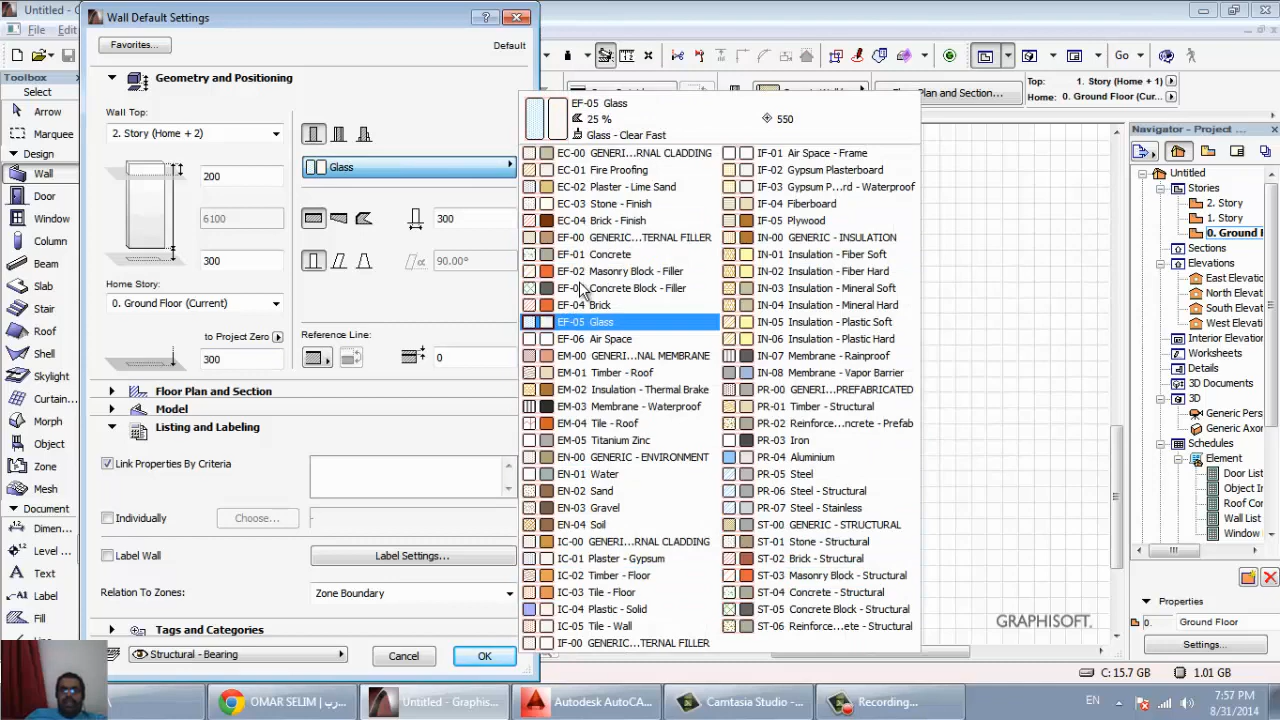 Untitled -
File
Edit
Wall Default Settings
Favorites...
Default
Toolbox
Select
Arrow
Marquee
Design
Wall
Door
Window
Column
Beam
Slab
Stair
Roof
Shell
Skylight
Curtain...
Morph
Object
Zone
Mesh
Document
Dimen...
Level ...
Text
Label
Fill
Geometry and Positioning
Wall Top:
2. Story (Home + 2)
200
6100
300
Home Story:
0. Ground Floor (Current)
to Project Zero
300
Glass
300
90.00°
Reference Line:
0
Floor Plan and Section
Model
Listing and Labeling
Link Properties By Criteria
Individually
Choose...
Label Wall
Label Settings...
Relation To Zones:
Zone Boundary
Tags and Categories
Structural - Bearing
Cancel
OK
EF-05 Glass
25 %
550
Glass - Clear Fast
EC-00 GENERI...RNAL CLADDING
EC-01 Fire Proofing
EC-02 Plaster - Lime Sand
EC-03 Stone - Finish
EC-04 Brick - Finish
EF-00 GENERIC...TERNAL FILLER
EF-01 Concrete
EF-02 Masonry Block - Filler
Concrete Block - Filler
EF-04 Brick
EF-05 Glass
EF-06 Air Space
EM-00 GENERI...NAL MEMBRANE
EM-01 Timber - Roof
EM-02 Insulation - Thermal Brake
EM-03 Membrane - Waterproof
EM-04 Tile - Roof
EM-05 Titanium Zinc
EN-00 GENERIC - ENVIRONMENT
EN-01 Water
EN-02 Sand
EN-03 Gravel
EN-04 Soil
IC-00 GENERI...RNAL CLADDING
IC-01 Plaster - Gypsum
IC-02 Timber - Floor
IC-03 Tile - Floor
IC-04 Plastic - Solid
IC-05 Tile - Wall
IF-00 GENERIC...TERNAL FILLER
IF-01 Air Space - Frame
IF-02 Gypsum Plasterboard
IF-03 Gypsum P...rd - Waterproof
IF-04 Fiberboard
IF-05 Plywood
IN-00 GENERIC - INSULATION
IN-01 Insulation - Fiber Soft
IN-02 Insulation - Fiber Hard
IN-03 Insulation - Mineral Soft
IN-04 Insulation - Mineral Hard
IN-05 Insulation - Plastic Soft
IN-06 Insulation - Plastic Hard
IN-07 Membrane - Rainproof
IN-08 Membrane - Vapor Barrier
PR-00 GENERI...PREFABRICATED
PR-01 Timber - Structural
PR-02 Reinforce...ncrete - Prefab
PR-03 Iron
PR-04 Aluminium
PR-05 Steel
PR-06 Steel - Structural
PR-07 Steel - Stainless
ST-00 GENERIC - STRUCTURAL
ST-01 Stone - Structural
ST-02 Brick - Structural
ST-03 Masonry Block - Structural
ST-04 Concrete - Structural
ST-05 Concrete Block - Structural
ST-06 Reinforce...ete - Structural
Go
Plan and Section...
Top: 1. Story (Home + 1)
Home: 0. Ground Floor (Cur...
Navigator - Project ...
Untitled
Stories
2. Story
1. Story
0. Ground F
Sections
Elevations
East Elevatio
North Elevati
South Elevati
West Elevati
Interior Elevation
Worksheets
Details
3D Documents
3D
Generic Pers
Generic Axon
Schedules
Element
Door List
Object In
Roof Con
Wall List
Window
Properties
0.
Ground Floor
Settings...
GRAPHISOFT.
C: 15.7 GB
1.01 GB
OMAR SELIM | رب...
Untitled - Graphis...
Autodesk AutoCA...
Camtasia Studio - ...
Recording...
EN
7:57 PM
8/31/2014